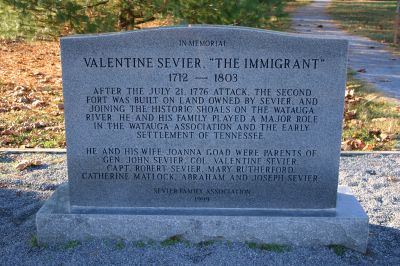 IN MEMORIAL
VALENTINE SEVIER, "THE IMMIGRANT"
1712 — 1803
AFTER THE JULY 21, 1776 ATTACK, THE SECOND
FORT WAS BUILT ON LAND OWNED BY SEVIER, AND
JOINING THE HISTORIC SHOALS ON THE WATAUGA
RIVER. HE AND HIS FAMILY PLAYED A MAJOR ROLE
IN THE WATAUGA ASSOCIATION AND THE EARLY
SETTLEMENT OF TENNESSEE.
HE AND HIS WIFE JOANNA GOAD WERE PARENTS OF
GEN. JOHN SEVIER, COL. VALENTINE SEVIER,
CAPT. ROBERT SEVIER, MARY RUTHERFORD,
CATHERINE MATLOCK, ABRAHAM AND JOSEPH SEVIER.
SEVIER FAMILY ASSOCIATION
1999